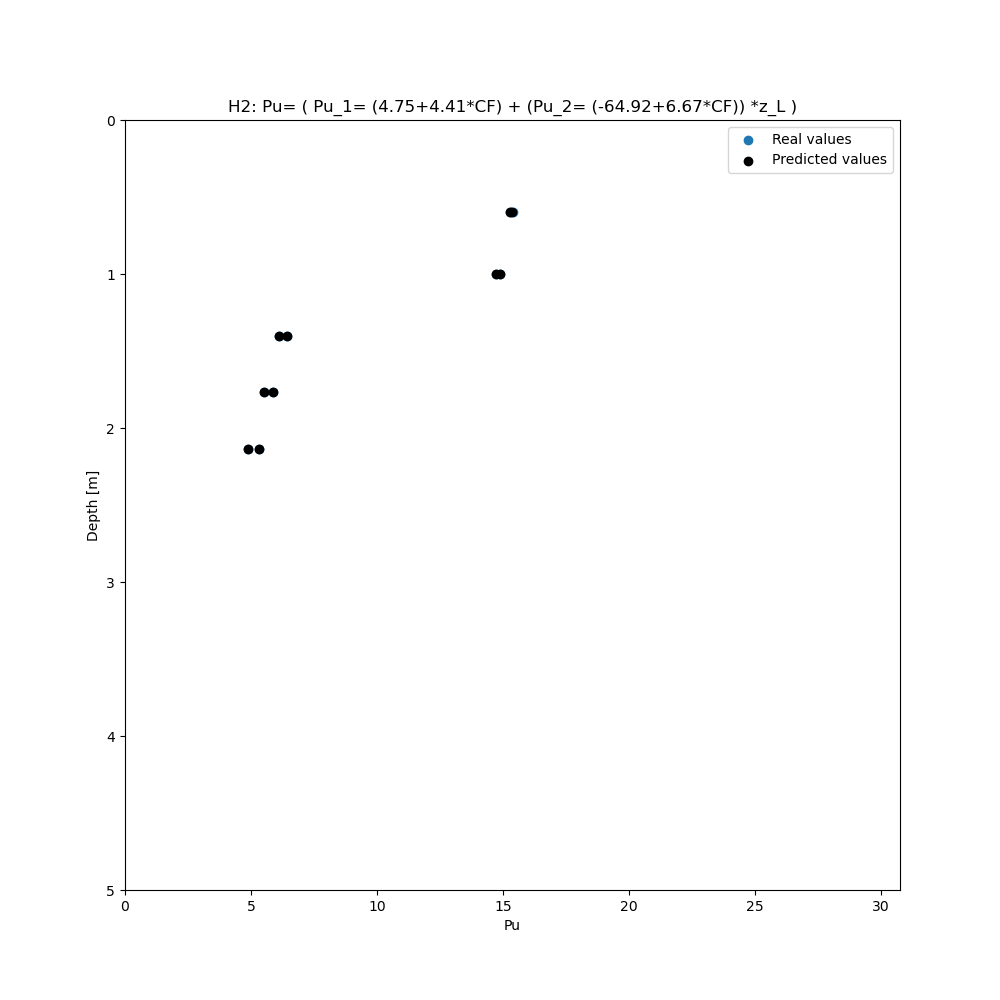 H2: Pu= ( Pu_1= (4.75+4.41*CF) + (Pu_2= (-64.92+6.67*CF)) *z_L )
Real values
Predicted values
0
1
2
3
4
5
Depth [m]
0
5
10
15
20
25
30
Pu